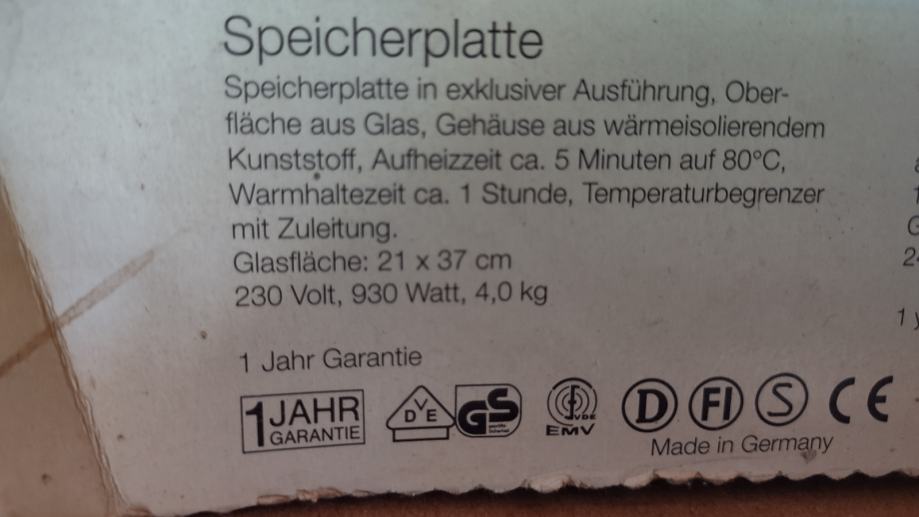 Speicherplatte
Speicherplatte in exklusiver Ausführung, Ober-
fläche aus Glas, Gehäuse aus wärmeisolierendem
Kunststoff, Aufheizzeit ca. 5 Minuten auf 80°C,
Warmhaltezeit ca. 1 Stunde, Temperaturbegrenzer
mit Zuleitung.
Glasfläche: 21 x 37 cm
230 Volt, 930 Watt, 4,0 kg
1 Jahr Garantie
1 JAHR
GARANTIE
VDE
GS
VDE
EMV
D FI S CE
Made in Germany